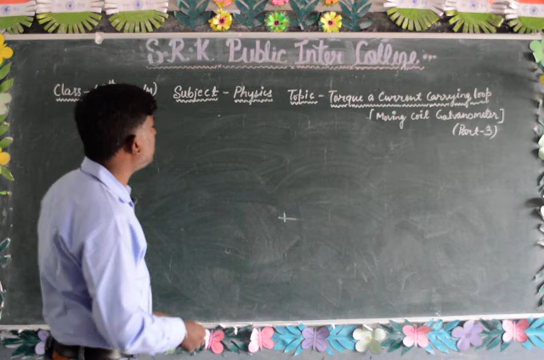 S.R.K Public Inter College...
Class- Subject - Physics Topic - Torque a Current Carrying loop
[Moving Coil Galvanometer]
(Part-3)